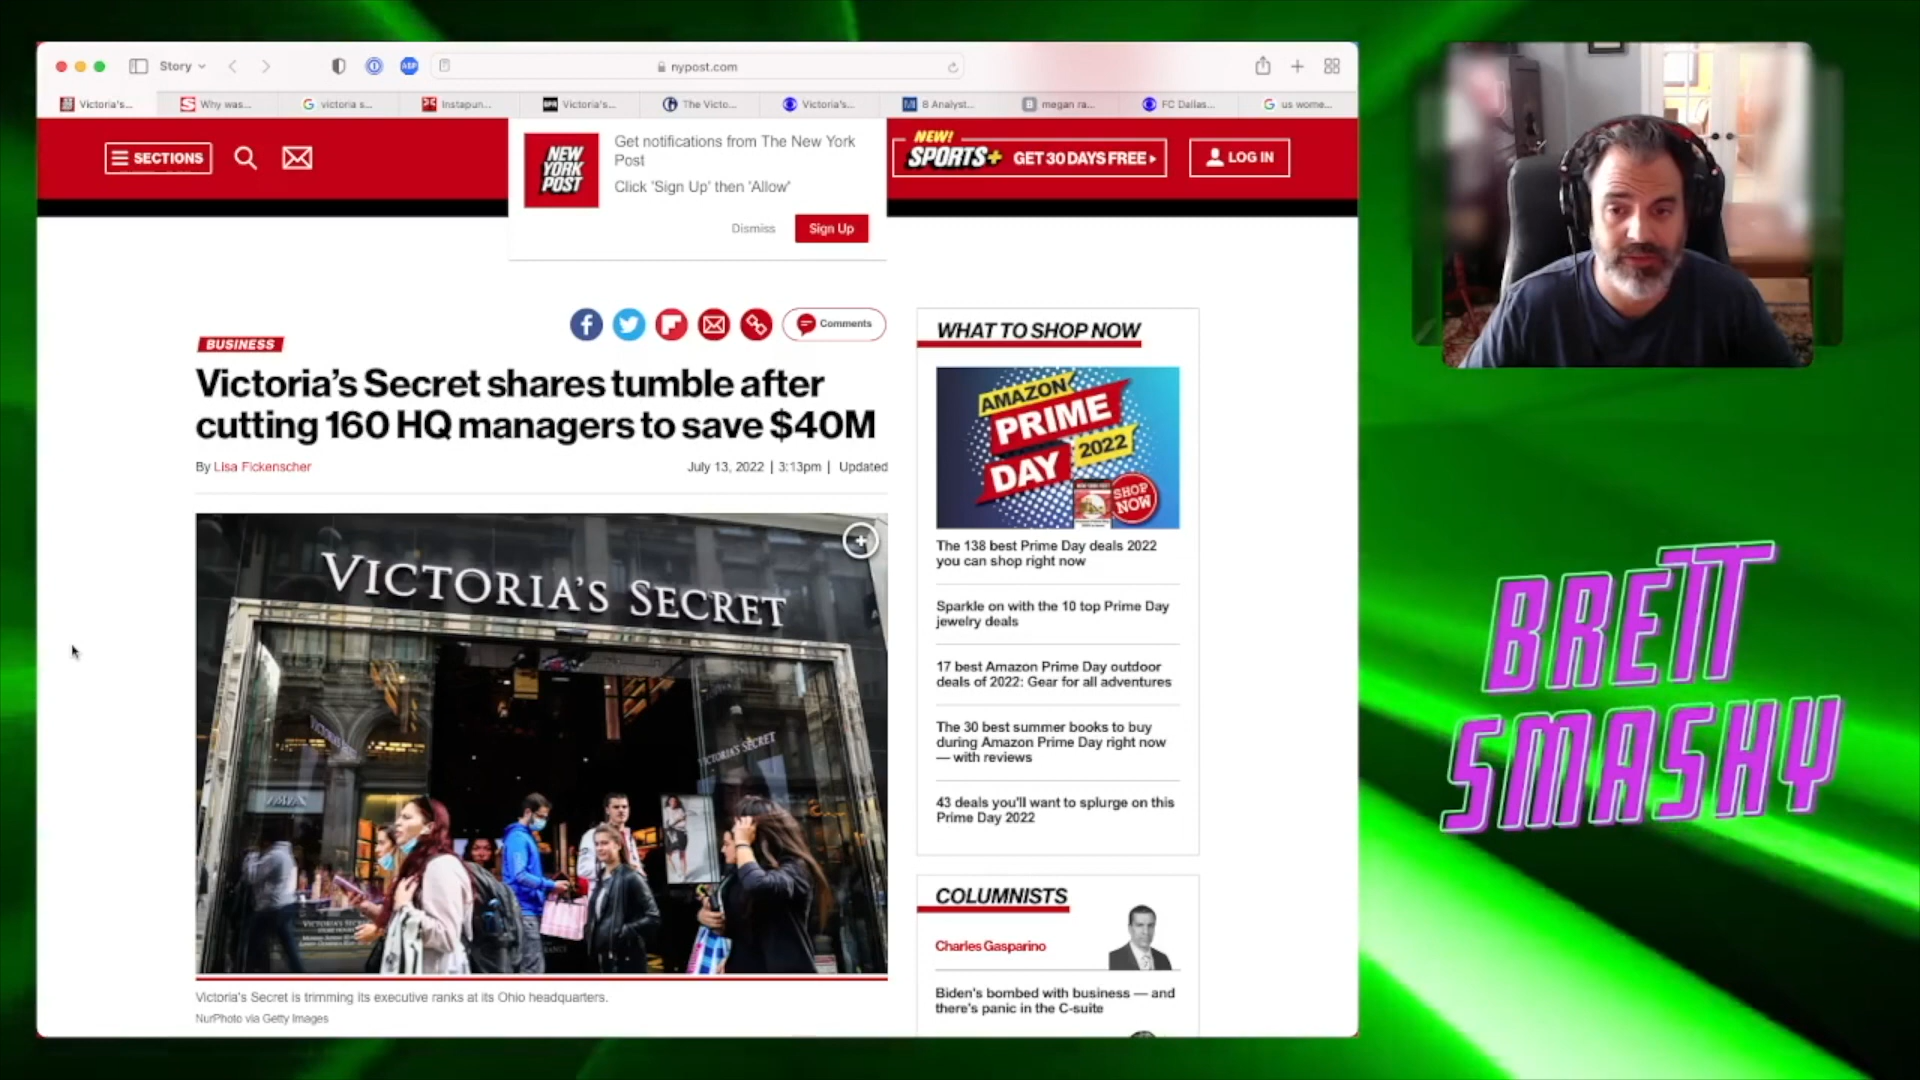 Story
nypost.com
Victoria's...
Why was...
victoria s...
Instapun...
Victoria's...
The Victo...
Victoria's...
8 Analyst...
megan ra...
FC Dallas...
us wome...
SECTIONS
NEW YORK POST
Get notifications from The New York
Post
Click 'Sign Up' then 'Allow'
Dismiss
Sign Up
NEW!
SPORTS+ GET 30 DAYS FREE
LOG IN
Comments
BUSINESS
Victoria's Secret shares tumble after
cutting 160 HQ managers to save $40M
By Lisa Fickenscher
July 13, 2022 | 3:13pm | Updated
VICTORIA'S SECRET
VICTORIA'S SECRET
Victoria's Secret is trimming its executive ranks at its Ohio headquarters.
NurPhoto via Getty Images
WHAT TO SHOP NOW
AMAZON
PRIME
DAY
2022
SHOP
NOW
The 138 best Prime Day deals 2022
you can shop right now
Sparkle on with the 10 top Prime Day
jewelry deals
17 best Amazon Prime Day outdoor
deals of 2022: Gear for all adventures
The 30 best summer books to buy
during Amazon Prime Day right now
— with reviews
43 deals you'll want to splurge on this
Prime Day 2022
COLUMNISTS
Charles Gasparino
Biden's bombed with business — and
there's panic in the C-suite
BRETT
SMASHY